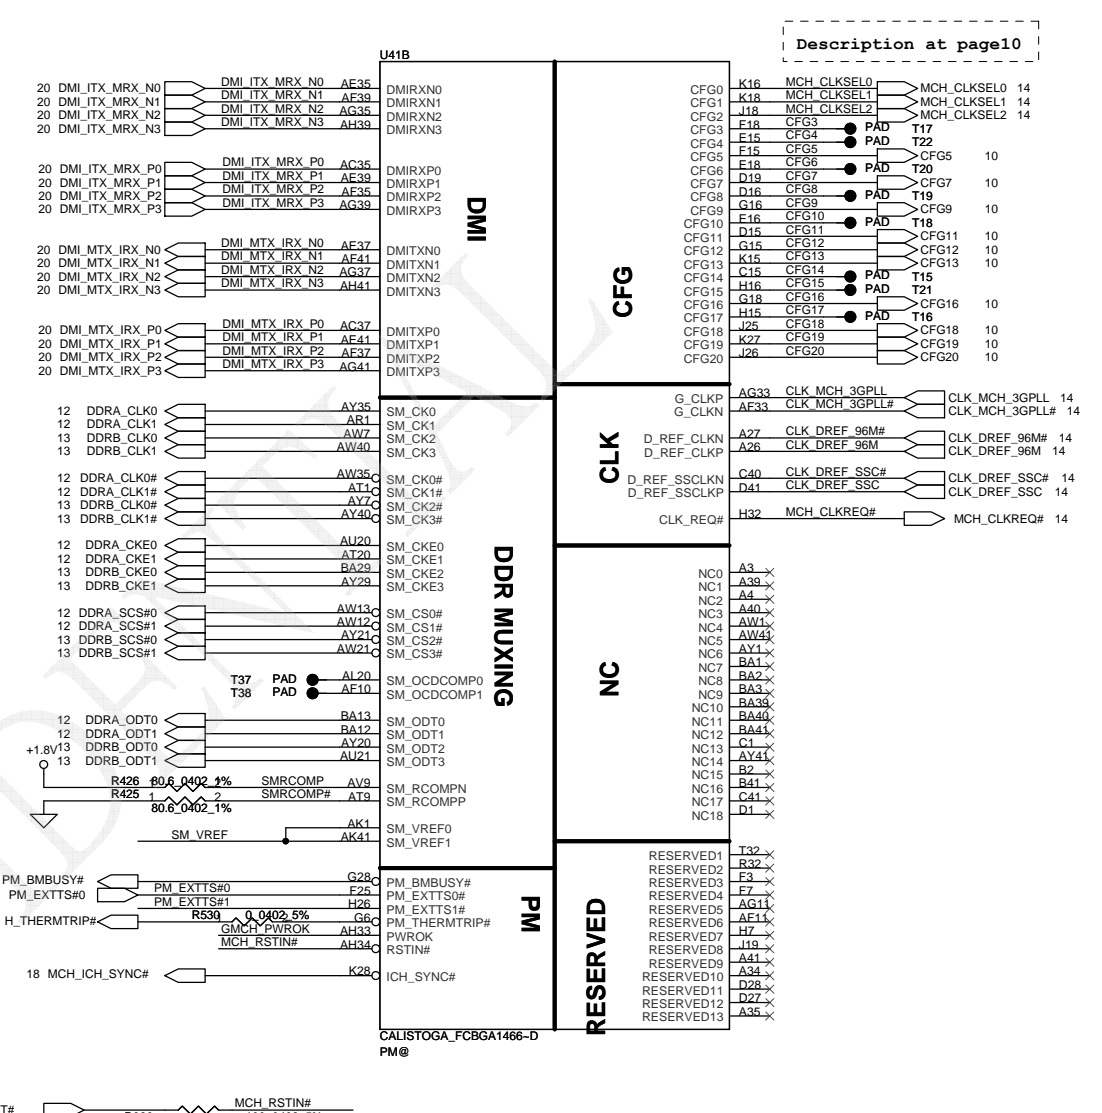 Description at page10
U41B
20 DMI_ITX_MRX_N0 DMI_ITX_MRX_N0 AE35 DMIRXN0
20 DMI_ITX_MRX_N1 DMI_ITX_MRX_N1 AF39 DMIRXN1
20 DMI_ITX_MRX_N2 DMI_ITX_MRX_N2 AG35 DMIRXN2
20 DMI_ITX_MRX_N3 DMI_ITX_MRX_N3 AH39 DMIRXN3
20 DMI_ITX_MRX_P0 DMI_ITX_MRX_P0 AC35 DMIRXP0
20 DMI_ITX_MRX_P1 DMI_ITX_MRX_P1 AE39 DMIRXP1
20 DMI_ITX_MRX_P2 DMI_ITX_MRX_P2 AF35 DMIRXP2
20 DMI_ITX_MRX_P3 DMI_ITX_MRX_P3 AG39 DMIRXP3
20 DMI_MTX_IRX_N0 DMI_MTX_IRX_N0 AE37 DMITXN0
20 DMI_MTX_IRX_N1 DMI_MTX_IRX_N1 AF41 DMITXN1
20 DMI_MTX_IRX_N2 DMI_MTX_IRX_N2 AG37 DMITXN2
20 DMI_MTX_IRX_N3 DMI_MTX_IRX_N3 AH41 DMITXN3
20 DMI_MTX_IRX_P0 DMI_MTX_IRX_P0 AC37 DMITXP0
20 DMI_MTX_IRX_P1 DMI_MTX_IRX_P1 AE41 DMITXP1
20 DMI_MTX_IRX_P2 DMI_MTX_IRX_P2 AF37 DMITXP2
20 DMI_MTX_IRX_P3 DMI_MTX_IRX_P3 AG41 DMITXP3
DMI
12 DDRA_CLK0 AY35 SM_CK0
12 DDRA_CLK1 AR1 SM_CK1
13 DDRB_CLK0 AW7 SM_CK2
13 DDRB_CLK1 AW40 SM_CK3
12 DDRA_CLK0# AW35 SM_CK0#
12 DDRA_CLK1# AT1 SM_CK1#
13 DDRB_CLK0# AY7 SM_CK2#
13 DDRB_CLK1# AY40 SM_CK3#
12 DDRA_CKE0 AU20 SM_CKE0
12 DDRA_CKE1 AT20 SM_CKE1
13 DDRB_CKE0 BA29 SM_CKE2
13 DDRB_CKE1 AY29 SM_CKE3
12 DDRA_SCS#0 AW13 SM_CS0#
12 DDRA_SCS#1 AW12 SM_CS1#
13 DDRB_SCS#0 AY21 SM_CS2#
13 DDRB_SCS#1 AW21 SM_CS3#
T37 PAD AL20 SM_OCDCOMP0
T38 PAD AF10 SM_OCDCOMP1
12 DDRA_ODT0 BA13 SM_ODT0
12 DDRA_ODT1 BA12 SM_ODT1
13 DDRB_ODT0 AY20 SM_ODT2
13 DDRB_ODT1 AU21 SM_ODT3
+1.8V
R426 1 80.6_0402_1% 2 SMRCOMP AV9 SM_RCOMPN
R425 1 80.6_0402_1% 2 SMRCOMP# AT9 SM_RCOMPP
AK1 SM_VREF0
SM_VREF AK41 SM_VREF1
DDR MUXING
PM_BMBUSY# G28 PM_BMBUSY#
PM_EXTTS#0 PM_EXTTS#0 F25 PM_EXTTS0#
PM_EXTTS#1 H26 PM_EXTTS1#
H_THERMTRIP# R530 0_0402_5% G6 PM_THERMTRIP#
GMCH_PWROK AH33 PWROK
MCH_RSTIN# AH34 RSTIN#
18 MCH_ICH_SYNC# K28 ICH_SYNC#
PM
CFG0 K16 MCH_CLKSEL0 MCH_CLKSEL0 14
CFG1 K18 MCH_CLKSEL1 MCH_CLKSEL1 14
CFG2 J18 MCH_CLKSEL2 MCH_CLKSEL2 14
CFG3 F18 CFG3 PAD T17
CFG4 E15 CFG4 PAD T22
CFG5 F15 CFG5 CFG5 10
CFG6 E18 CFG6 PAD T20
CFG7 D19 CFG7 CFG7 10
CFG8 D16 CFG8 PAD T19
CFG9 G16 CFG9 CFG9 10
CFG10 E16 CFG10 PAD T18
CFG11 D15 CFG11 CFG11 10
CFG12 G15 CFG12 CFG12 10
CFG13 K15 CFG13 CFG13 10
CFG14 C15 CFG14 PAD T15
CFG15 H16 CFG15 PAD T21
CFG16 G18 CFG16 CFG16 10
CFG17 H15 CFG17 PAD T16
CFG18 J25 CFG18 CFG18 10
CFG19 K27 CFG19 CFG19 10
CFG20 J26 CFG20 CFG20 10
CFG
G_CLKP AG33 CLK_MCH_3GPLL CLK_MCH_3GPLL 14
G_CLKN AF33 CLK_MCH_3GPLL# CLK_MCH_3GPLL# 14
D_REF_CLKN A27 CLK_DREF_96M# CLK_DREF_96M# 14
D_REF_CLKP A26 CLK_DREF_96M CLK_DREF_96M 14
D_REF_SSCLKN C40 CLK_DREF_SSC# CLK_DREF_SSC# 14
D_REF_SSCLKP D41 CLK_DREF_SSC CLK_DREF_SSC 14
CLK_REQ# H32 MCH_CLKREQ# MCH_CLKREQ# 14
CLK
NC0 A3
NC1 A39
NC2 A4
NC3 A40
NC4 AW1
NC5 AW41
NC6 AY1
NC7 BA1
NC8 BA2
NC9 BA3
NC10 BA39
NC11 BA40
NC12 BA41
NC13 C1
NC14 AY41
NC15 B2
NC16 B41
NC17 C41
NC18 D1
NC
RESERVED1 T32
RESERVED2 R32
RESERVED3 F3
RESERVED4 F7
RESERVED5 AG11
RESERVED6 AF11
RESERVED7 H7
RESERVED8 J19
RESERVED9 A41
RESERVED10 A34
RESERVED11 D28
RESERVED12 D27
RESERVED13 A35
RESERVED
CALISTOGA_FCBGA1466~D
PM@
T# MCH_RSTIN#